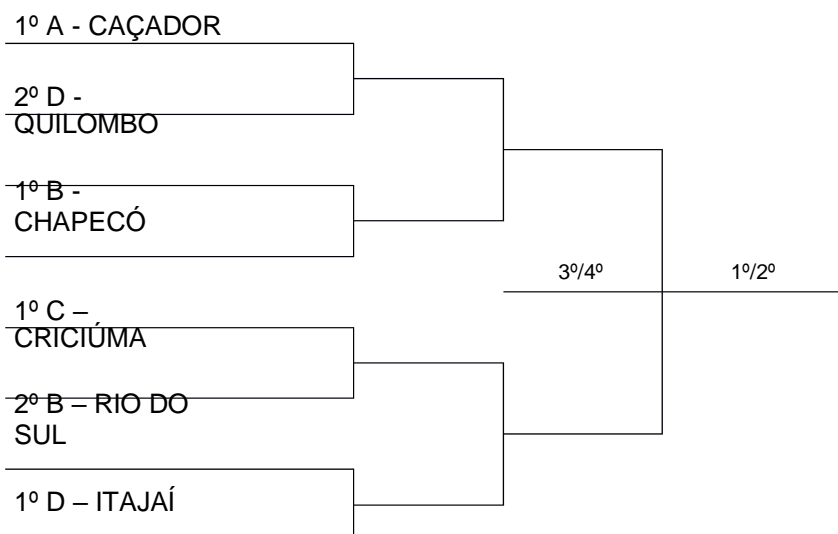 1º A - CAÇADOR
2º D -
QUILOMBO
1º B -
CHAPECÓ
3º/4º
1º/2º
1º C –
CRICIÚMA
2º B – RIO DO
SUL
1º D – ITAJAÍ